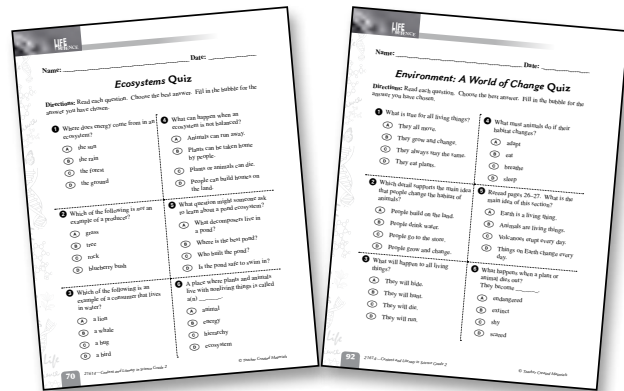 LIFE
SCIENCE
Name:
Date:
Ecosystems Quiz
Directions: Read each question. Choose the best answer. Fill in the bubble for the
answer you have chosen.
1 Where does energy come from in an
ecosystem?
A the sun
B the rain
C the forest
D the ground
2 Which of the following is not an
example of a producer?
A grass
B tree
C rock
D blueberry bush
3 Which of the following is an
example of a consumer that lives
in water?
A a lion
B a whale
C a bug
D a bird
4 What can happen when an
ecosystem is not balanced?
A Animals can run away.
B Plants can be taken home
by people.
C Plants or animals can die.
D People can build homes on
the land.
5 What question might someone ask
to learn about a pond ecosystem?
A What decomposers live in
a pond?
B Where is the best pond?
C Who built the pond?
D Is the pond safe to swim in?
6 A place where plants and animals
live with nonliving things is called
a(n)
A animal
B energy
C hierarchy
D ecosystem
70
Content and Literacy in Science Grade 2
© Teacher Created Materials
LIFE
SCIENCE
Name:
Date:
Environment: A World of Change Quiz
Directions: Read each question. Choose the best answer. Fill in the bubble for the
answer you have chosen.
1 What is true for all living things?
A They all move.
B They grow and change.
C They always stay the same.
D They eat plants.
2 Which detail supports the main idea
that people change the habitat of
animals?
A People build on the land.
B People drink water.
C People go to the store.
D People grow and change.
3 What will happen to all living
things?
A They will hide.
B They will hunt.
C They will die.
D They will run.
4 What must animals do if their
habitat changes?
A adapt
B eat
C breathe
D sleep
5 Reread pages 26–27. What is the
main idea of this section?
A Earth is a living thing.
B Animals are living things.
C Volcanoes erupt every day.
D Things on Earth change every
day.
6 What happens when a plant or
animal dies out?
They become
A endangered
B extinct
C shy
D scared
92
Content and Literacy in Science Grade 2
© Teacher Created Materials